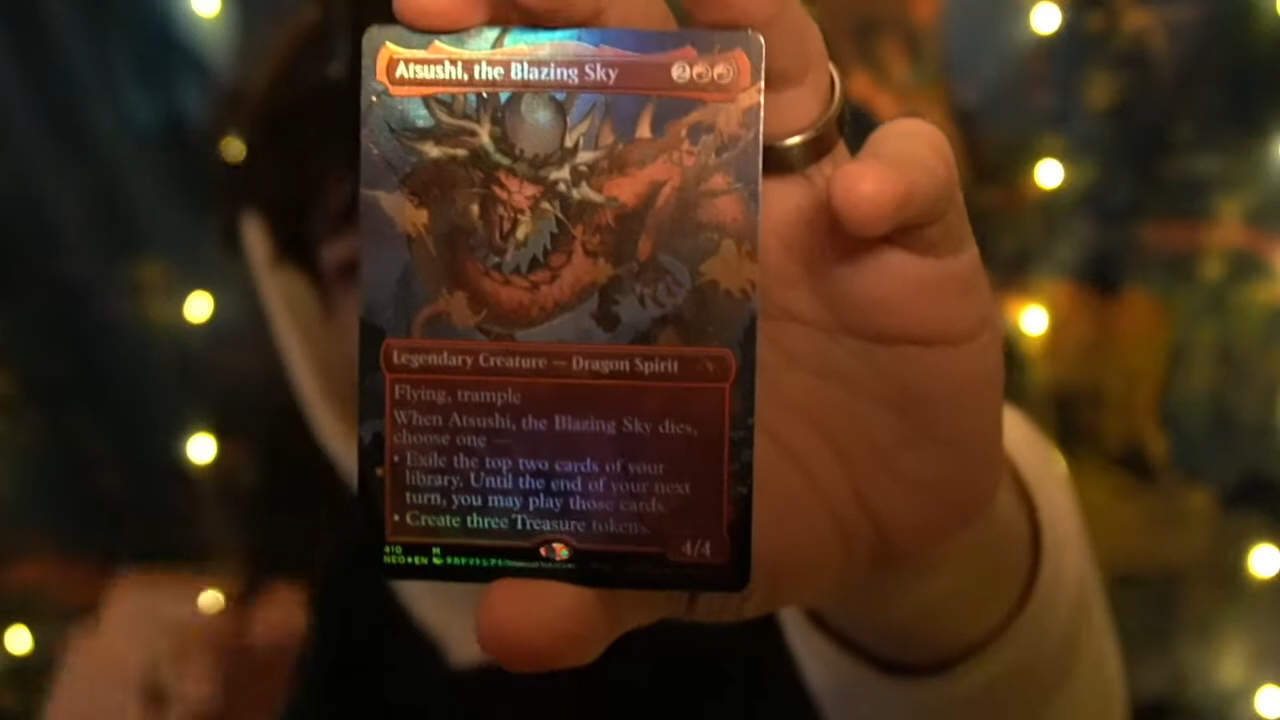 Atsushi, the Blazing Sky 2
Legendary Creature — Dragon Spirit
Flying, trample
When Atsushi, the Blazing Sky dies,
choose one —
• Exile the top two cards of your
library. Until the end of your next
turn, you may play those cards.
• Create three Treasure tokens.
4/4
410 M
NEO • EN